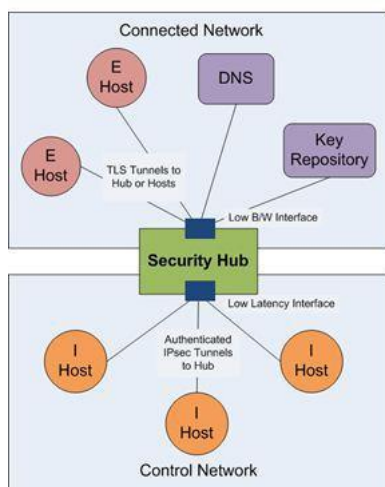 Connected Network
E
Host
DNS
E
Host
Key
Repository
TLS Tunnels to
Hub or Hosts
Low B/W Interface
Security Hub
Low Latency Interface
Authenticated
IPsec Tunnels
to Hub
I
Host
I
Host
I
Host
Control Network